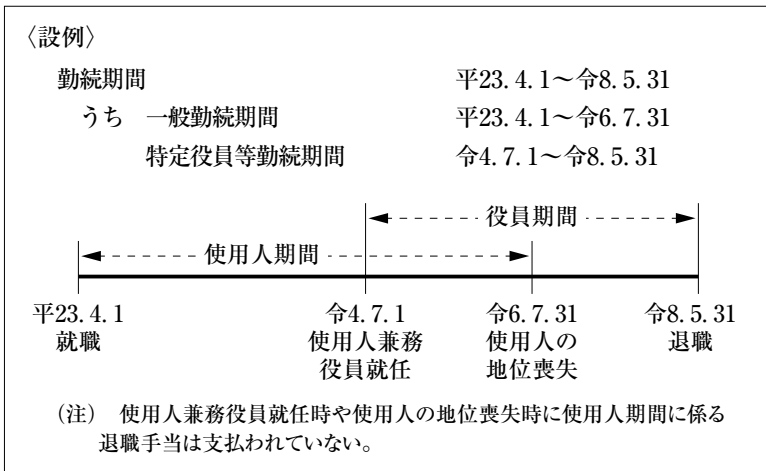 〈設例〉
勤続期間 平23.4.1～令8.5.31
うち 一般勤続期間 平23.4.1～令6.7.31
特定役員等勤続期間 令4.7.1～令8.5.31
役員期間
使用人期間
平23.4.1 令4.7.1 令6.7.31 令8.5.31
就職 使用人兼務 使用人の 退職
役員就任 地位喪失
(注) 使用人兼務役員就任時や使用人の地位喪失時に使用人期間に係る
退職手当は支払われていない。